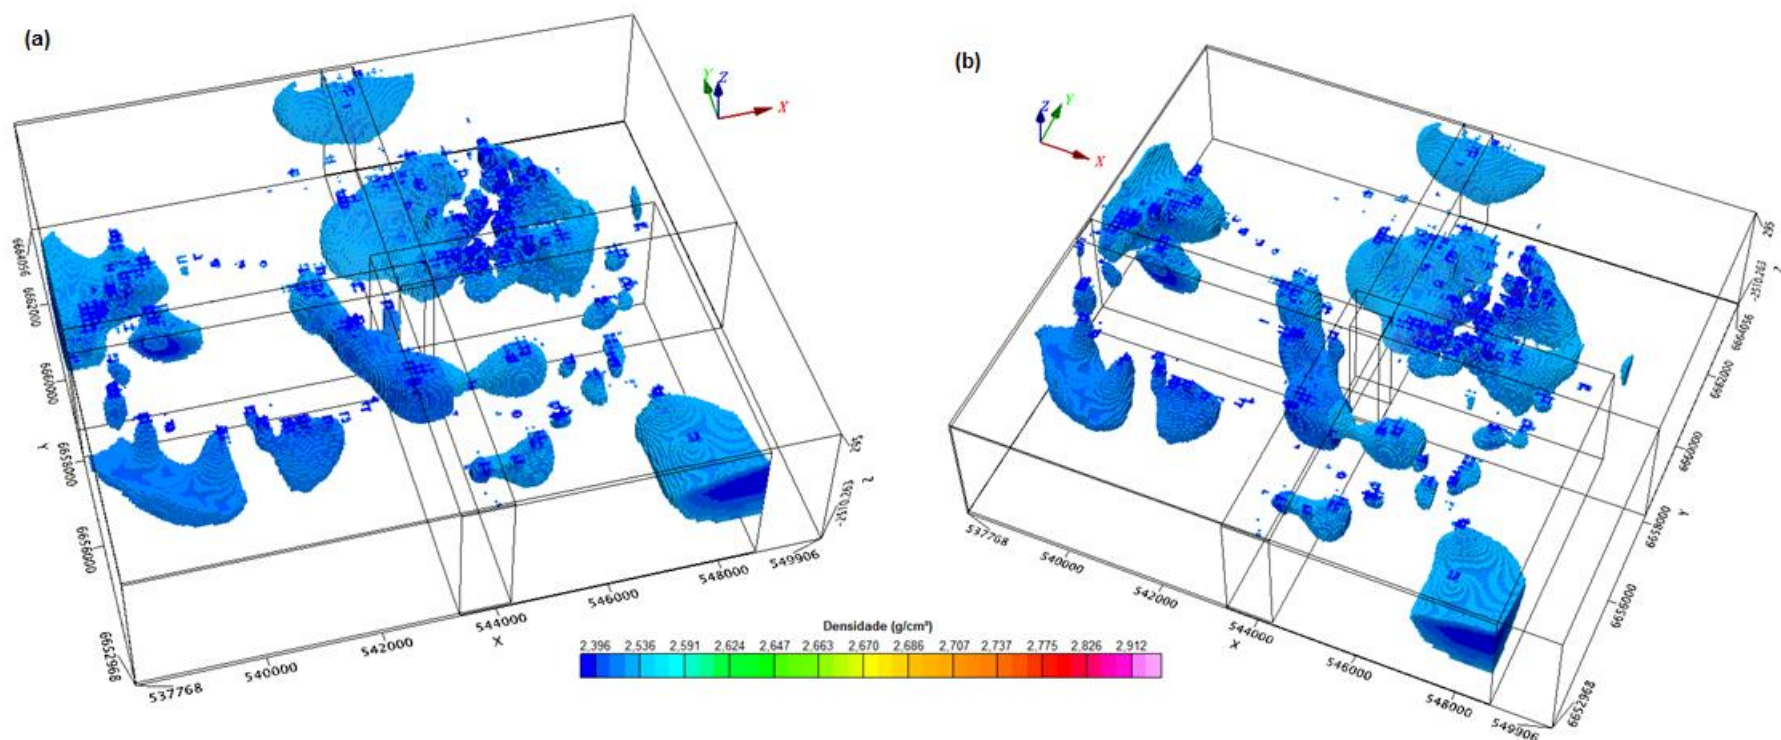 (a)
Y
Z
X
6664056
6662000
6660000
Y
6658000
6656000
6652968
537768
540000
542000
X
544000
546000
548000
549906
295
Z
-2510.263
(b)
Z
Y
X
295
Z
-2510.263
6664056
6662000
6660000
Y
6658000
6656000
6652968
537768
540000
542000
X
544000
546000
548000
549906
Densidade (g/cm³)
2,396 2,536 2,591 2,624 2,647 2,663 2,670 2,686 2,707 2,737 2,775 2,826 2,912